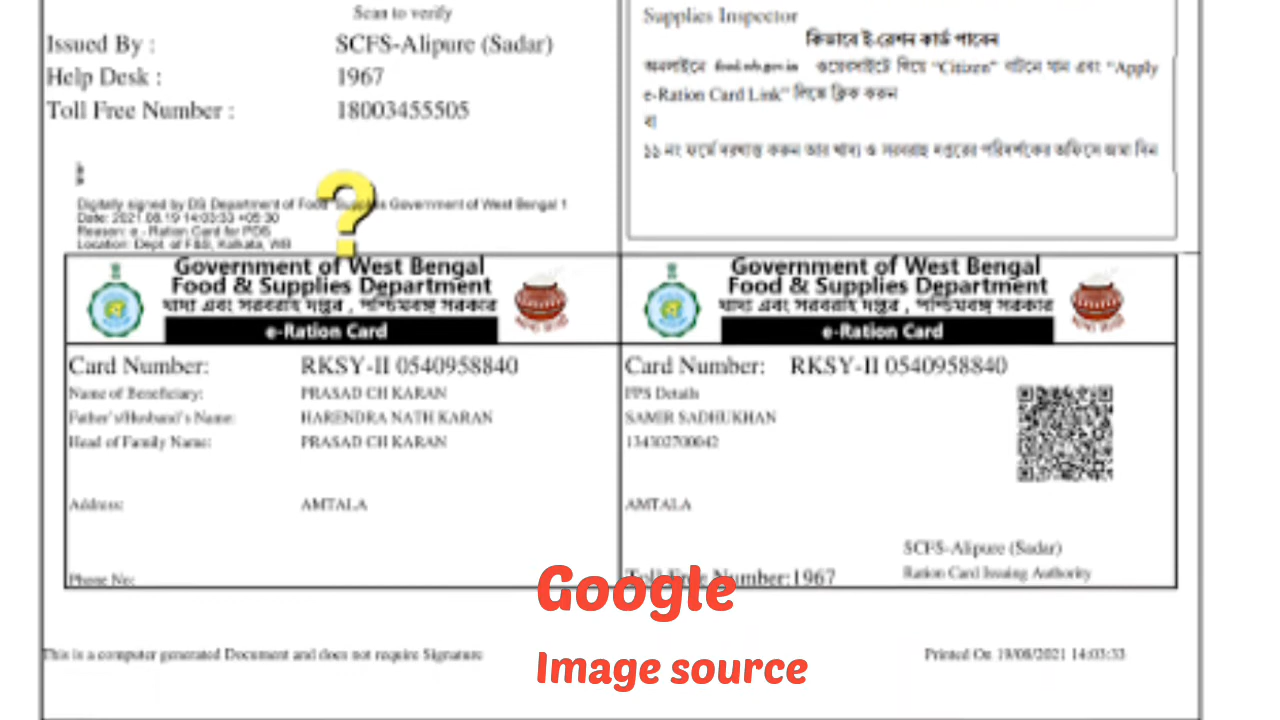 Scan to verify
Issued By : SCFS-Alipure (Sadar)
Help Desk : 1967
Toll Free Number : 18003455505
Digitally signed by DS Department of Food Supplies Government of West Bengal 1
Date: 2021.08.19 14:03:33 +05:30
Reason: e - Ration Card for PDS
Location: Dept. of F&S, Kolkata, WB
?
Supplies Inspector
কিভাবে ই-রেশন কার্ড পাবেন
অনলাইনে food.wb.gov.in ওয়েবসাইটে গিয়ে "Citizen" বাটনে যান এবং "Apply
e-Ration Card Link" লিঙ্কে ক্লিক করুন
বা
১১ নং ফর্মে দরখাস্ত করুন আর খাদ্য ও সরবরাহ দপ্তরের পরিদর্শকের অফিসে জমা দিন
Government of West Bengal
Food & Supplies Department
খাদ্য এবং সরবরাহ দপ্তর , পশ্চিমবঙ্গ সরকার
e-Ration Card
Card Number: RKSY-II 0540958840
Name of Beneficiary: PRASAD CH KARAN
Father's/Husband's Name: HARENDRA NATH KARAN
Head of Family Name: PRASAD CH KARAN
Address: AMTALA
Phone No:
Government of West Bengal
Food & Supplies Department
খাদ্য এবং সরবরাহ দপ্তর , পশ্চিমবঙ্গ সরকার
e-Ration Card
Card Number: RKSY-II 0540958840
FPS Details
SAMIR SADHUKHAN
134302700042
AMTALA
SCFS-Alipure (Sadar)
Toll Free Number:1967 Ration Card Issuing Authority
Google
Image source
This is a computer generated Document and does not require Signature
Printed On 19/08/2021 14:03:33